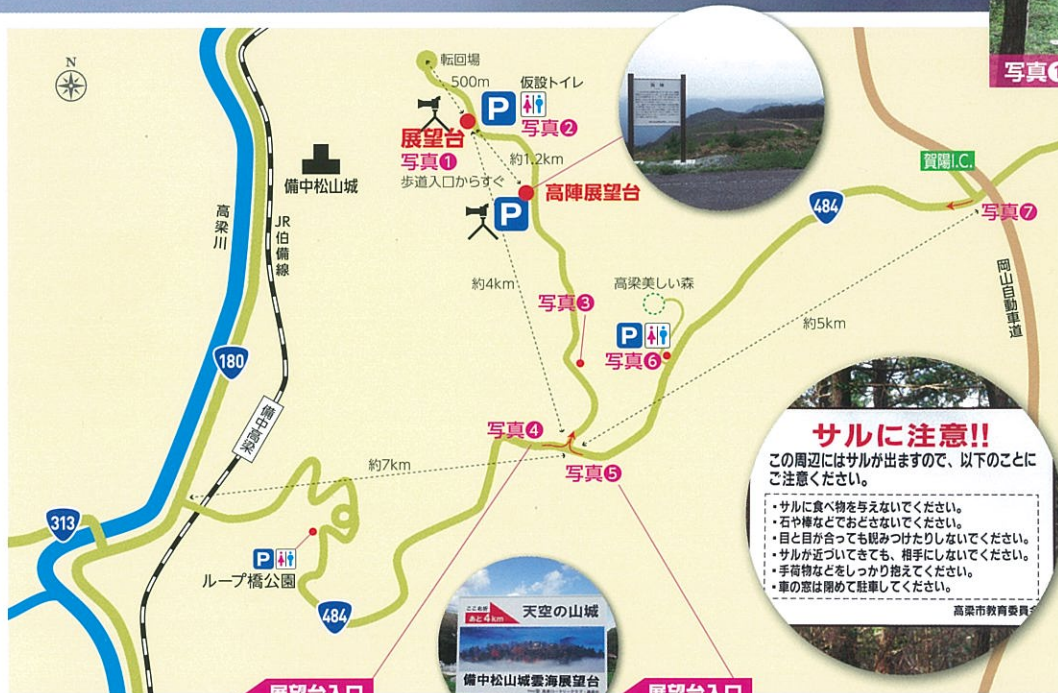 写真❶
N
転回場
500m
仮設トイレ
P
写真❷
展望台
写真❶
歩道入口からすぐ
約1.2km
高陣展望台
P
備中松山城
高梁川
JR伯備線
賀陽I.C.
484
写真❼
岡山自動車道
約4km
写真❸
高梁美しい森
P
写真❻
約5km
180
備中高梁
写真❹
写真❺
約7km
313
P
ループ橋公園
484
サルに注意!!
この周辺にはサルが出ますので、以下のことに
ご注意ください。
・サルに食べ物を与えないでください。
・石や棒などでおどさないでください。
・目と目が合っても睨みつけたりしないでください。
・サルが近づいてきても、相手にしないでください。
・手荷物などをしっかり抱えてください。
・車の窓は閉めて駐車してください。
高梁市教育委員会
ここを右折
あと4km
天空の山城
備中松山城雲海展望台
展望台入口
展望台入口